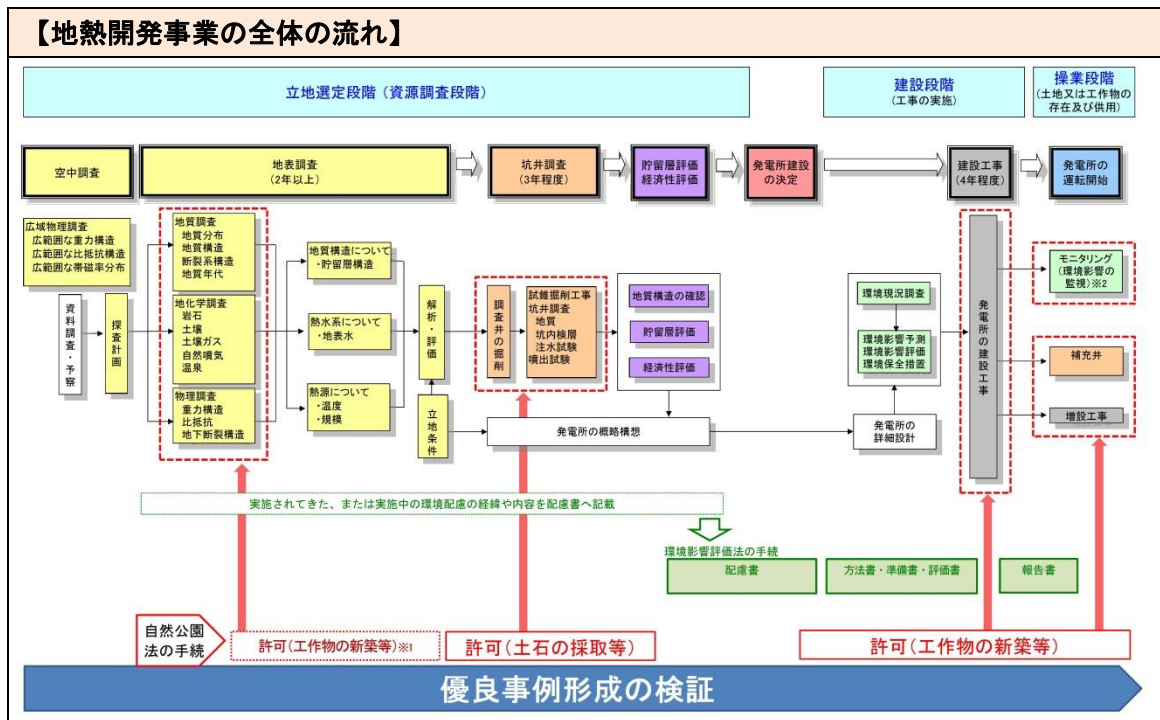 【地熱開発事業の全体の流れ】
立地選定段階（資源調査段階）
建設段階
（工事の実施）
操業段階
（土地又は工作物の
存在及び供用）
空中調査
地表調査
（2年以上）
坑井調査
（3年程度）
貯留層評価
経済性評価
発電所建設
の決定
建設工事
（4年程度）
発電所の
運転開始
広域物理調査
広範囲な重力構造
広範囲な比抵抗構造
広範囲な帯磁率分布
資料調査・予察
探査計画
地質調査
地質分布
地質構造
断裂系構造
地質年代
地化学調査
岩石
土壌
土壌ガス
自然噴気
温泉
物理調査
重力構造
比抵抗
地下断裂構造
地質構造について
・貯留層構造
熱水系について
・地表水
熱源について
・温度
・規模
解析・評価
立地条件
調査井の掘削
試錐掘削工事
坑井調査
地質
坑内検層
注水試験
噴出試験
地質構造の確認
貯留層評価
経済性評価
発電所の概略構想
環境現況調査
環境影響予測
環境影響評価
環境保全措置
発電所の
詳細設計
発電所の建設工事
モニタリング
（環境影響の
監視）※2
補充井
増設工事
実施されてきた、または実施中の環境配慮の経緯や内容を配慮書へ記載
環境影響評価法の手続
配慮書
方法書・準備書・評価書
報告書
自然公園
法の手続
許可（工作物の新築等）※1
許可（土石の採取等）
許可（工作物の新築等）
優良事例形成の検証